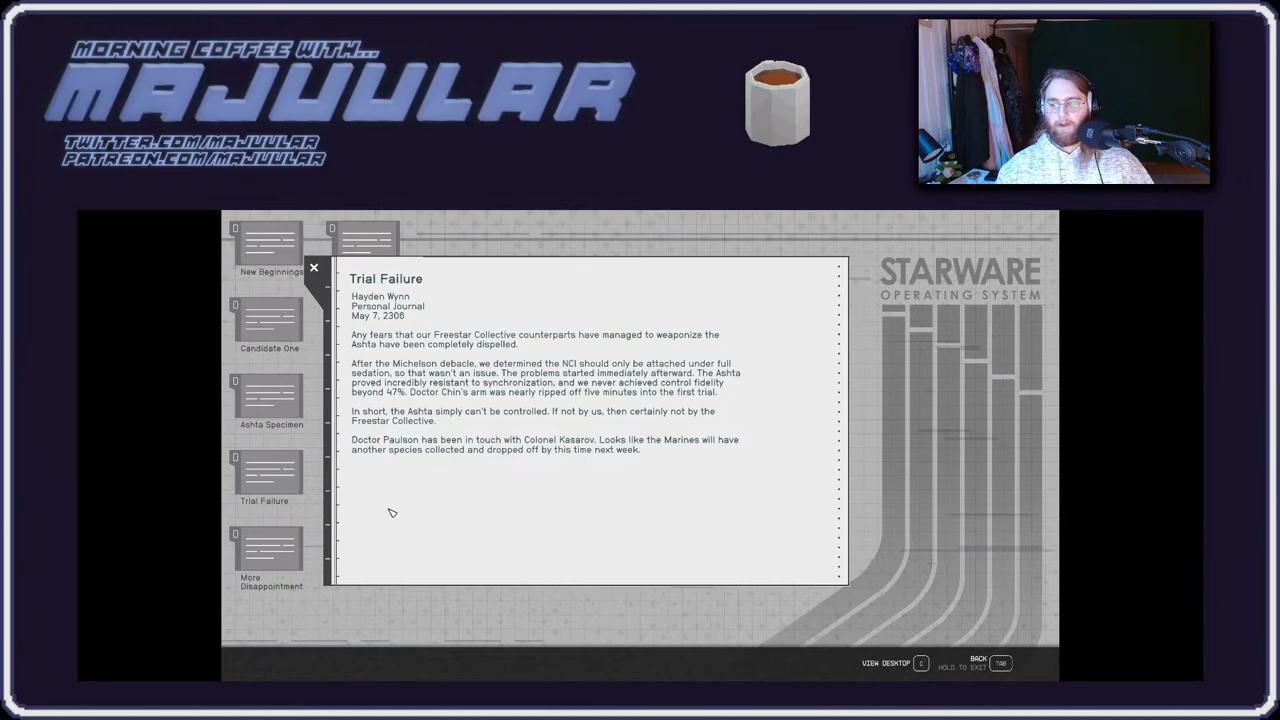 MORNING COFFEE WITH...
MAJUULAR
TWITTER.COM/MAJUULAR
PATREON.COM/MAJUULAR
New Beginnings
Candidate One
Ashta Specimen
Trial Failure
More
Disappointment
Trial Failure
Hayden Wynn
Personal Journal
May 7, 2306
Any fears that our Freestar Collective counterparts have managed to weaponize the
Ashta have been completely dispelled.
After the Michelson debacle, we determined the NCI should only be attached under full
sedation, so that wasn't an issue. The problems started immediately afterward. The Ashta
proved incredibly resistant to synchronization, and we never achieved control fidelity
beyond 47%. Doctor Chin's arm was nearly ripped off five minutes into the first trial.
In short, the Ashta simply can't be controlled. If not by us, then certainly not by the
Freestar Collective.
Doctor Paulson has been in touch with Colonel Kasarov. Looks like the Marines will have
another species collected and dropped off by this time next week.
STARWARE
OPERATING SYSTEM
VIEW DESKTOP
BACK
HOLD TO EXIT
TAB